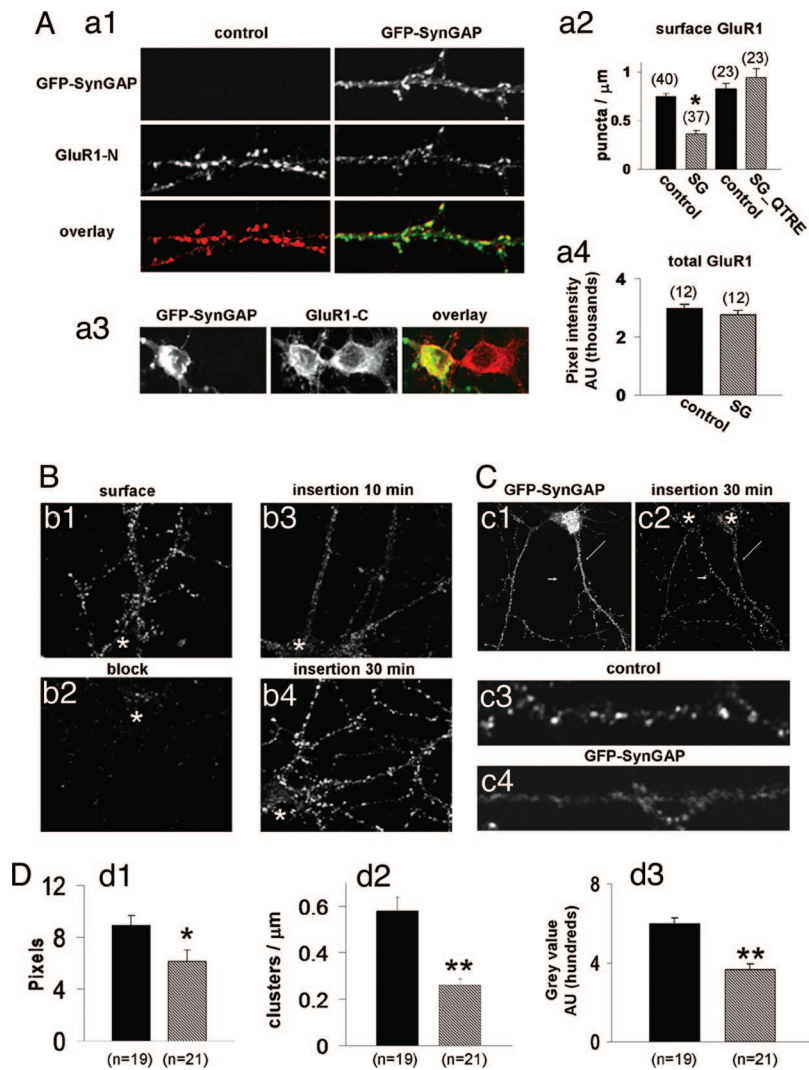 A a1
control GFP-SynGAP
GFP-SynGAP
GluR1-N
overlay
a2
surface GluR1
puncta / μm
1
0.5
0
(40) * (37) (23) (23)
control SG control SG_QTRE
a3
GFP-SynGAP GluR1-C overlay
a4
total GluR1
Pixel intensity
AU (thousands)
4
2
0
(12) (12)
control SG
B
surface insertion 10 min
b1 b3
* *
block insertion 30 min
b2 b4
* *
C
GFP-SynGAP insertion 30 min
c1 c2
* *
control
c3
GFP-SynGAP
c4
D d1
Pixels
12
8
4
0
*
(n=19) (n=21)
d2
clusters / μm
0.6
0.4
0.2
0
**
(n=19) (n=21)
d3
Grey value
AU (hundreds)
8
4
0
**
(n=19) (n=21)